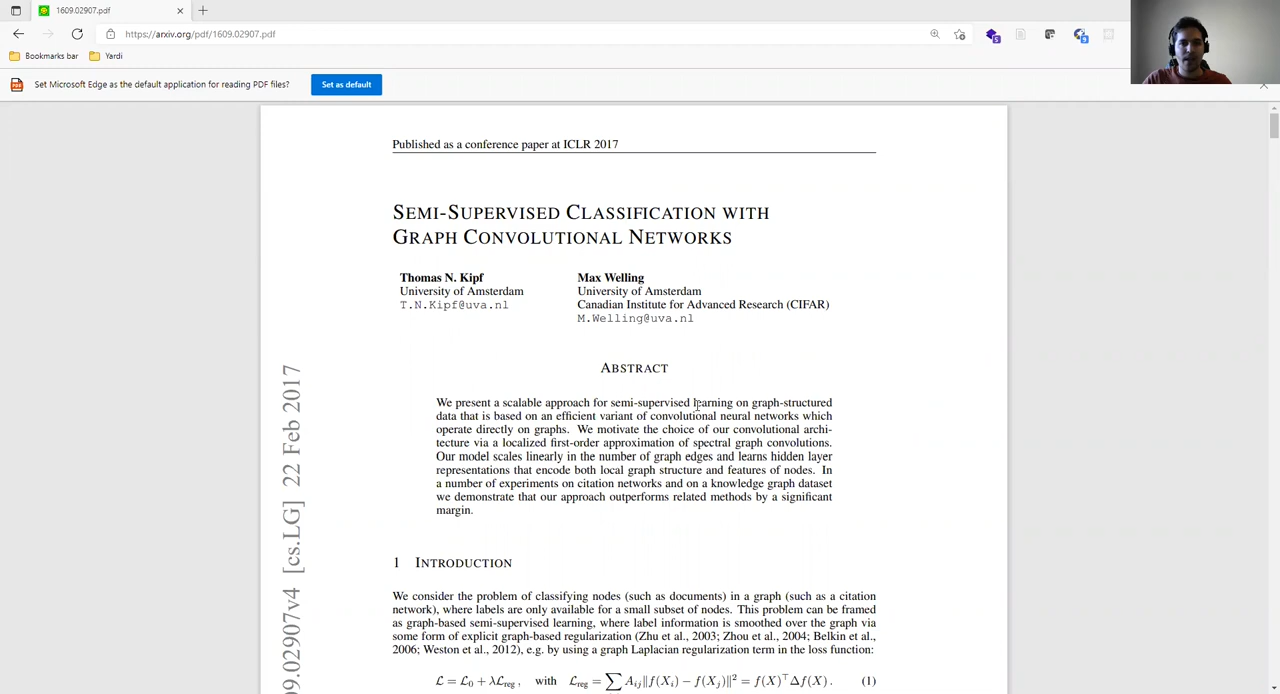 1609.02907.pdf
https://arxiv.org/pdf/1609.02907.pdf
Bookmarks bar
Yardi
Set Microsoft Edge as the default application for reading PDF files?
Set as default
Published as a conference paper at ICLR 2017
SEMI-SUPERVISED CLASSIFICATION WITH
GRAPH CONVOLUTIONAL NETWORKS
Thomas N. Kipf
University of Amsterdam
T.N.Kipf@uva.nl
Max Welling
University of Amsterdam
Canadian Institute for Advanced Research (CIFAR)
M.Welling@uva.nl
ABSTRACT
We present a scalable approach for semi-supervised learning on graph-structured
data that is based on an efficient variant of convolutional neural networks which
operate directly on graphs. We motivate the choice of our convolutional archi-
tecture via a localized first-order approximation of spectral graph convolutions.
Our model scales linearly in the number of graph edges and learns hidden layer
representations that encode both local graph structure and features of nodes. In
a number of experiments on citation networks and on a knowledge graph dataset
we demonstrate that our approach outperforms related methods by a significant
margin.
1 INTRODUCTION
We consider the problem of classifying nodes (such as documents) in a graph (such as a citation
network), where labels are only available for a small subset of nodes. This problem can be framed
as graph-based semi-supervised learning, where label information is smoothed over the graph via
some form of explicit graph-based regularization (Zhu et al., 2003; Zhou et al., 2004; Belkin et al.,
2006; Weston et al., 2012), e.g. by using a graph Laplacian regularization term in the loss function:
ℒ = ℒ₀ + λℒreg , with ℒreg = ∑ Aij‖f(Xi) − f(Xj)‖² = f(X)⊤Δf(X) . (1)
09.02907v4 [cs.LG] 22 Feb 2017